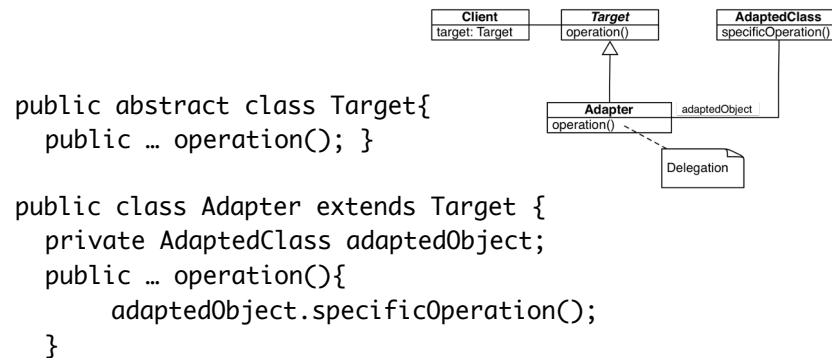 Client
target: Target
Target
operation()
AdaptedClass
specificOperation()
Adapter
operation()
adaptedObject
Delegation
public abstract class Target{
public … operation(); }
public class Adapter extends Target {
private AdaptedClass adaptedObject;
public … operation(){
adaptedObject.specificOperation();
}